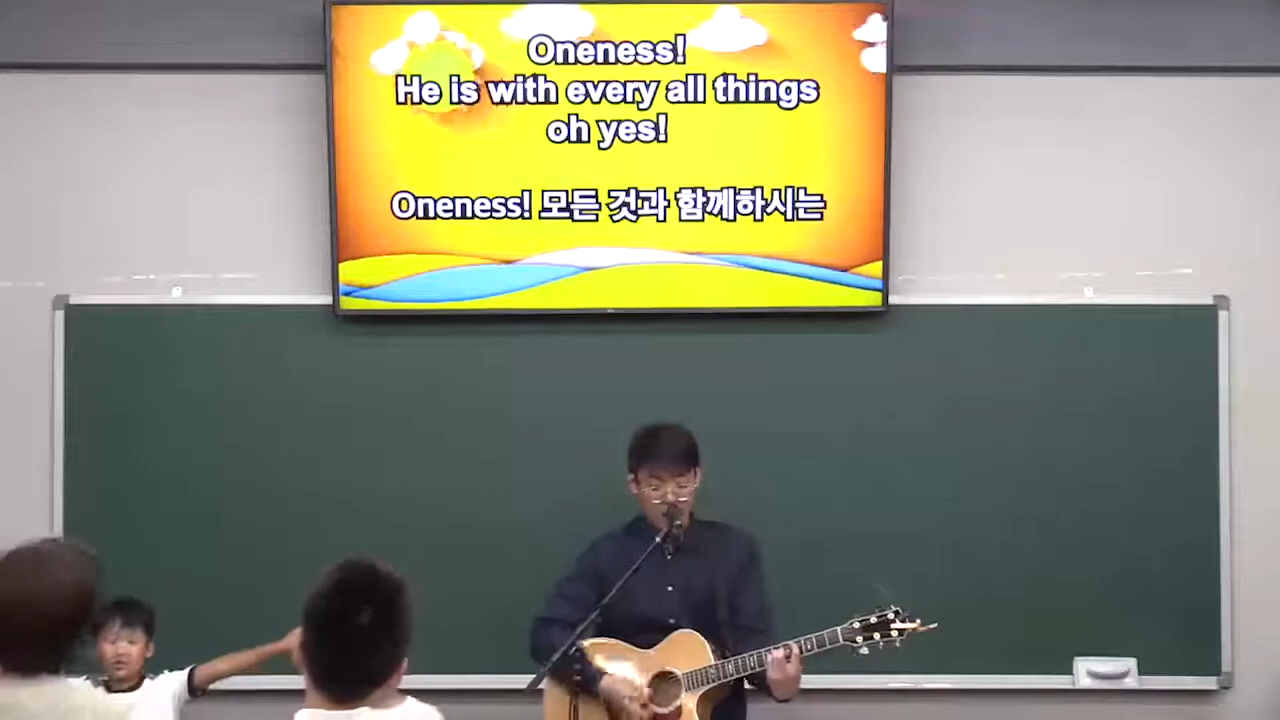 Oneness!
He is with every all things
oh yes!
Oneness! 모든 것과 함께하시는